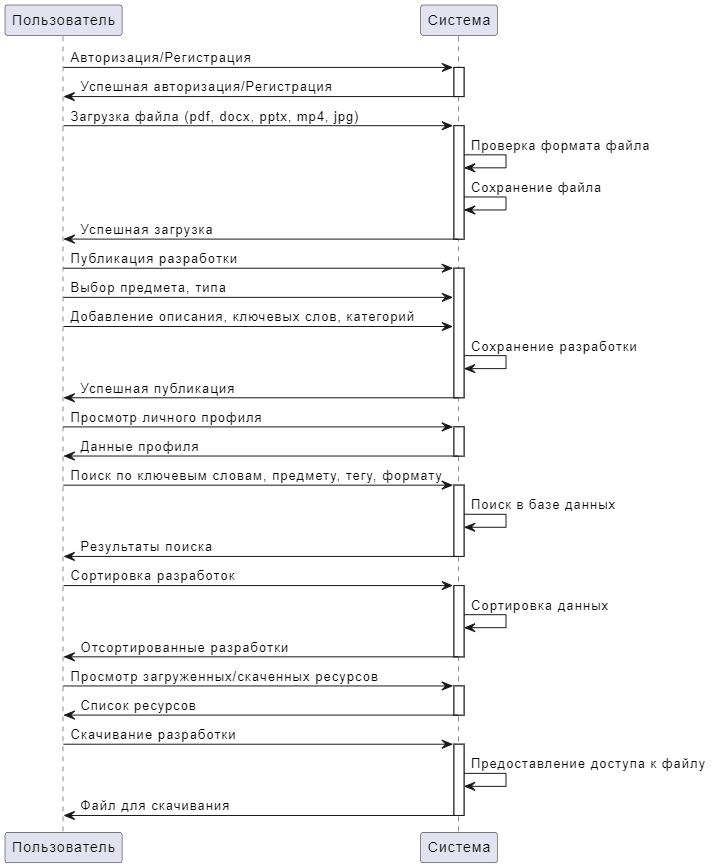 Пользователь
Система
Авторизация/Регистрация
Успешная авторизация/Регистрация
Загрузка файла (pdf, docx, pptx, mp4, jpg)
Проверка формата файла
Сохранение файла
Успешная загрузка
Публикация разработки
Выбор предмета, типа
Добавление описания, ключевых слов, категорий
Сохранение разработки
Успешная публикация
Просмотр личного профиля
Данные профиля
Поиск по ключевым словам, предмету, тегу, формату
Поиск в базе данных
Результаты поиска
Сортировка разработок
Сортировка данных
Отсортированные разработки
Просмотр загруженных/скаченных ресурсов
Список ресурсов
Скачивание разработки
Предоставление доступа к файлу
Файл для скачивания
Пользователь
Система